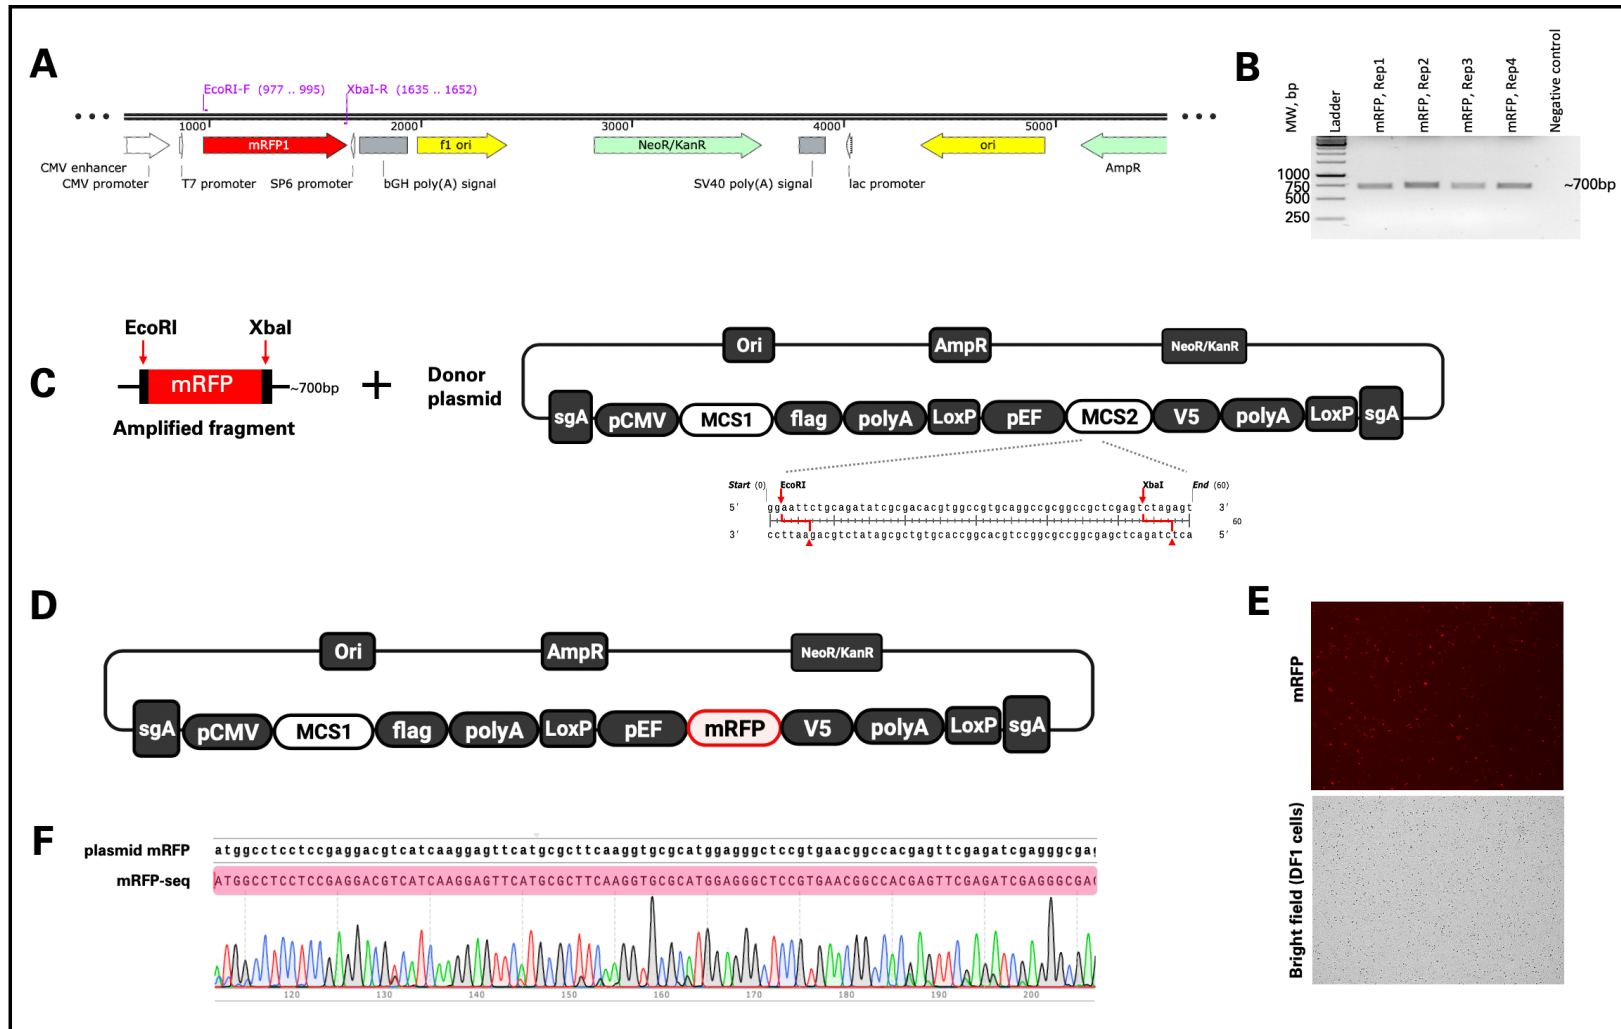 A
EcoRI-F (977 .. 995)
XbaI-R (1635 .. 1652)
1000
2000
3000
4000
5000
mRFP1
f1 ori
NeoR/KanR
ori
AmpR
CMV enhancer
CMV promoter
T7 promoter
SP6 promoter
bGH poly(A) signal
SV40 poly(A) signal
lac promoter
B
MW, bp
Ladder
mRFP, Rep1
mRFP, Rep2
mRFP, Rep3
mRFP, Rep4
Negative control
1000
750
500
250
~700bp
C
EcoRI
XbaI
mRFP
~700bp
Amplified fragment
+
Donor
plasmid
Ori
AmpR
NeoR/KanR
sgA
pCMV
MCS1
flag
polyA
LoxP
pEF
MCS2
V5
polyA
LoxP
sgA
Start (0)
EcoRI
XbaI
End (60)
5'
ggaattctgcagatatcgcgacacgtggccgtgcaggccgcggccgctcgagtctagagt
3'
60
3'
ccttaagacgtctatagcgctgtgcaccggcacgtccggcgccggcgagctcagatctca
5'
D
Ori
AmpR
NeoR/KanR
sgA
pCMV
MCS1
flag
polyA
LoxP
pEF
mRFP
V5
polyA
LoxP
sgA
E
mRFP
Bright field (DF1 cells)
F
plasmid mRFP
atggcctcctccgaggacgtcatcaaggagttcatgcgcttcaaggtgcgcatggagggctccgtgaacggccacgagttcgagatcgagggcgag
mRFP-seq
ATGGCCTCCTCCGAGGACGTCATCAAGGAGTTCATGCGCTTCAAGGTGCGCATGGAGGGCTCCGTGAACGGCCACGAGTTCGAGATCGAGGGCGAG
120
130
140
150
160
170
180
190
200